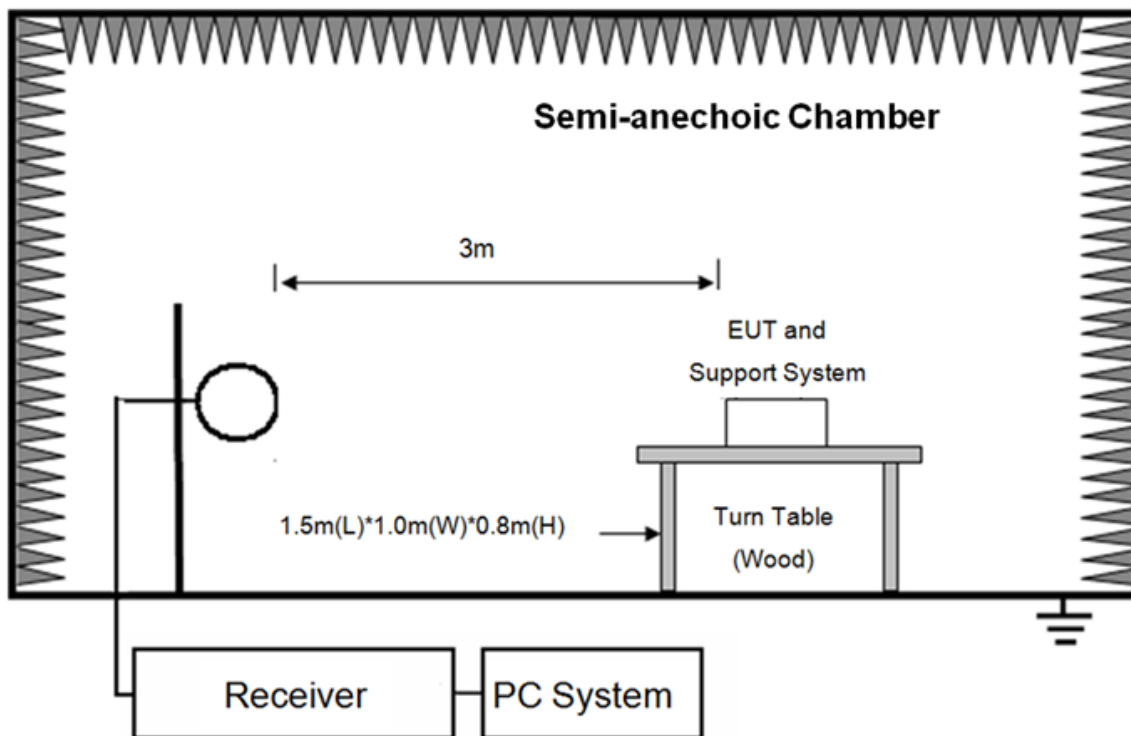 Semi-anechoic Chamber
3m
EUT and
Support System
1.5m(L)*1.0m(W)*0.8m(H)
Turn Table
(Wood)
Receiver
PC System